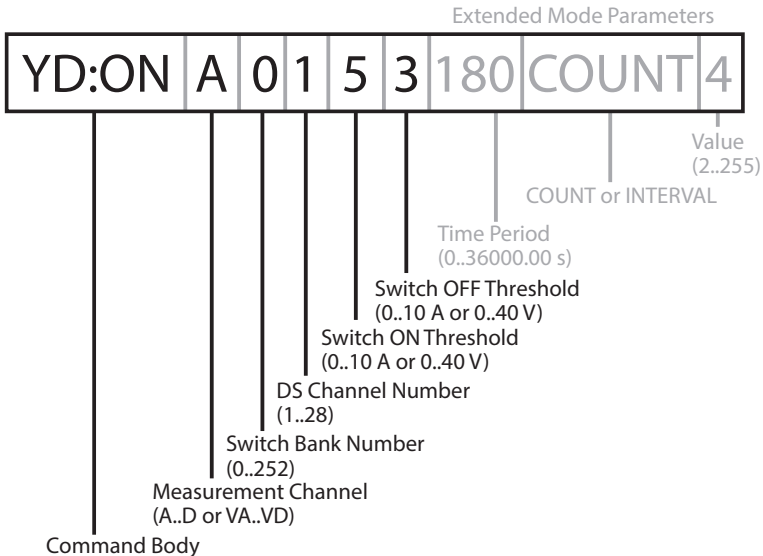 Extended Mode Parameters
YD:ON A 0 1 5 3 180 COUNT 4
Value
(2..255)
COUNT or INTERVAL
Time Period
(0..36000.00 s)
Switch OFF Threshold
(0..10 A or 0..40 V)
Switch ON Threshold
(0..10 A or 0..40 V)
DS Channel Number
(1..28)
Switch Bank Number
(0..252)
Measurement Channel
(A..D or VA..VD)
Command Body